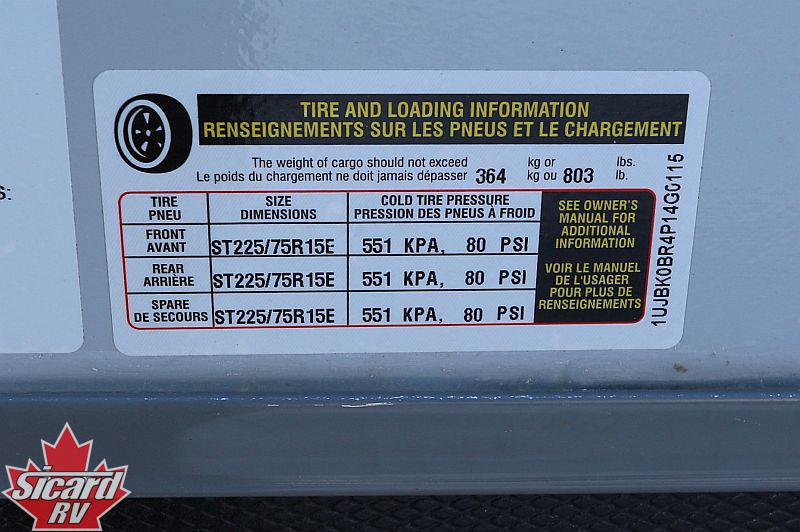 TIRE AND LOADING INFORMATION
RENSEIGNEMENTS SUR LES PNEUS ET LE CHARGEMENT
The weight of cargo should not exceed kg or lbs.
Le poids du chargement ne doit jamais dépasser 364 kg ou 803 lb.
TIRE SIZE COLD TIRE PRESSURE
PNEU DIMENSIONS PRESSION DES PNEUS À FROID
FRONT
AVANT ST225/75R15E 551 KPA, 80 PSI
REAR
ARRIÈRE ST225/75R15E 551 KPA, 80 PSI
SPARE
DE SECOURS ST225/75R15E 551 KPA, 80 PSI
SEE OWNER'S
MANUAL FOR
ADDITIONAL
INFORMATION
VOIR LE MANUEL
DE L'USAGER
POUR PLUS DE
RENSEIGNEMENTS
1UJBK0BR4P14G0115
S:
Sicard
RV